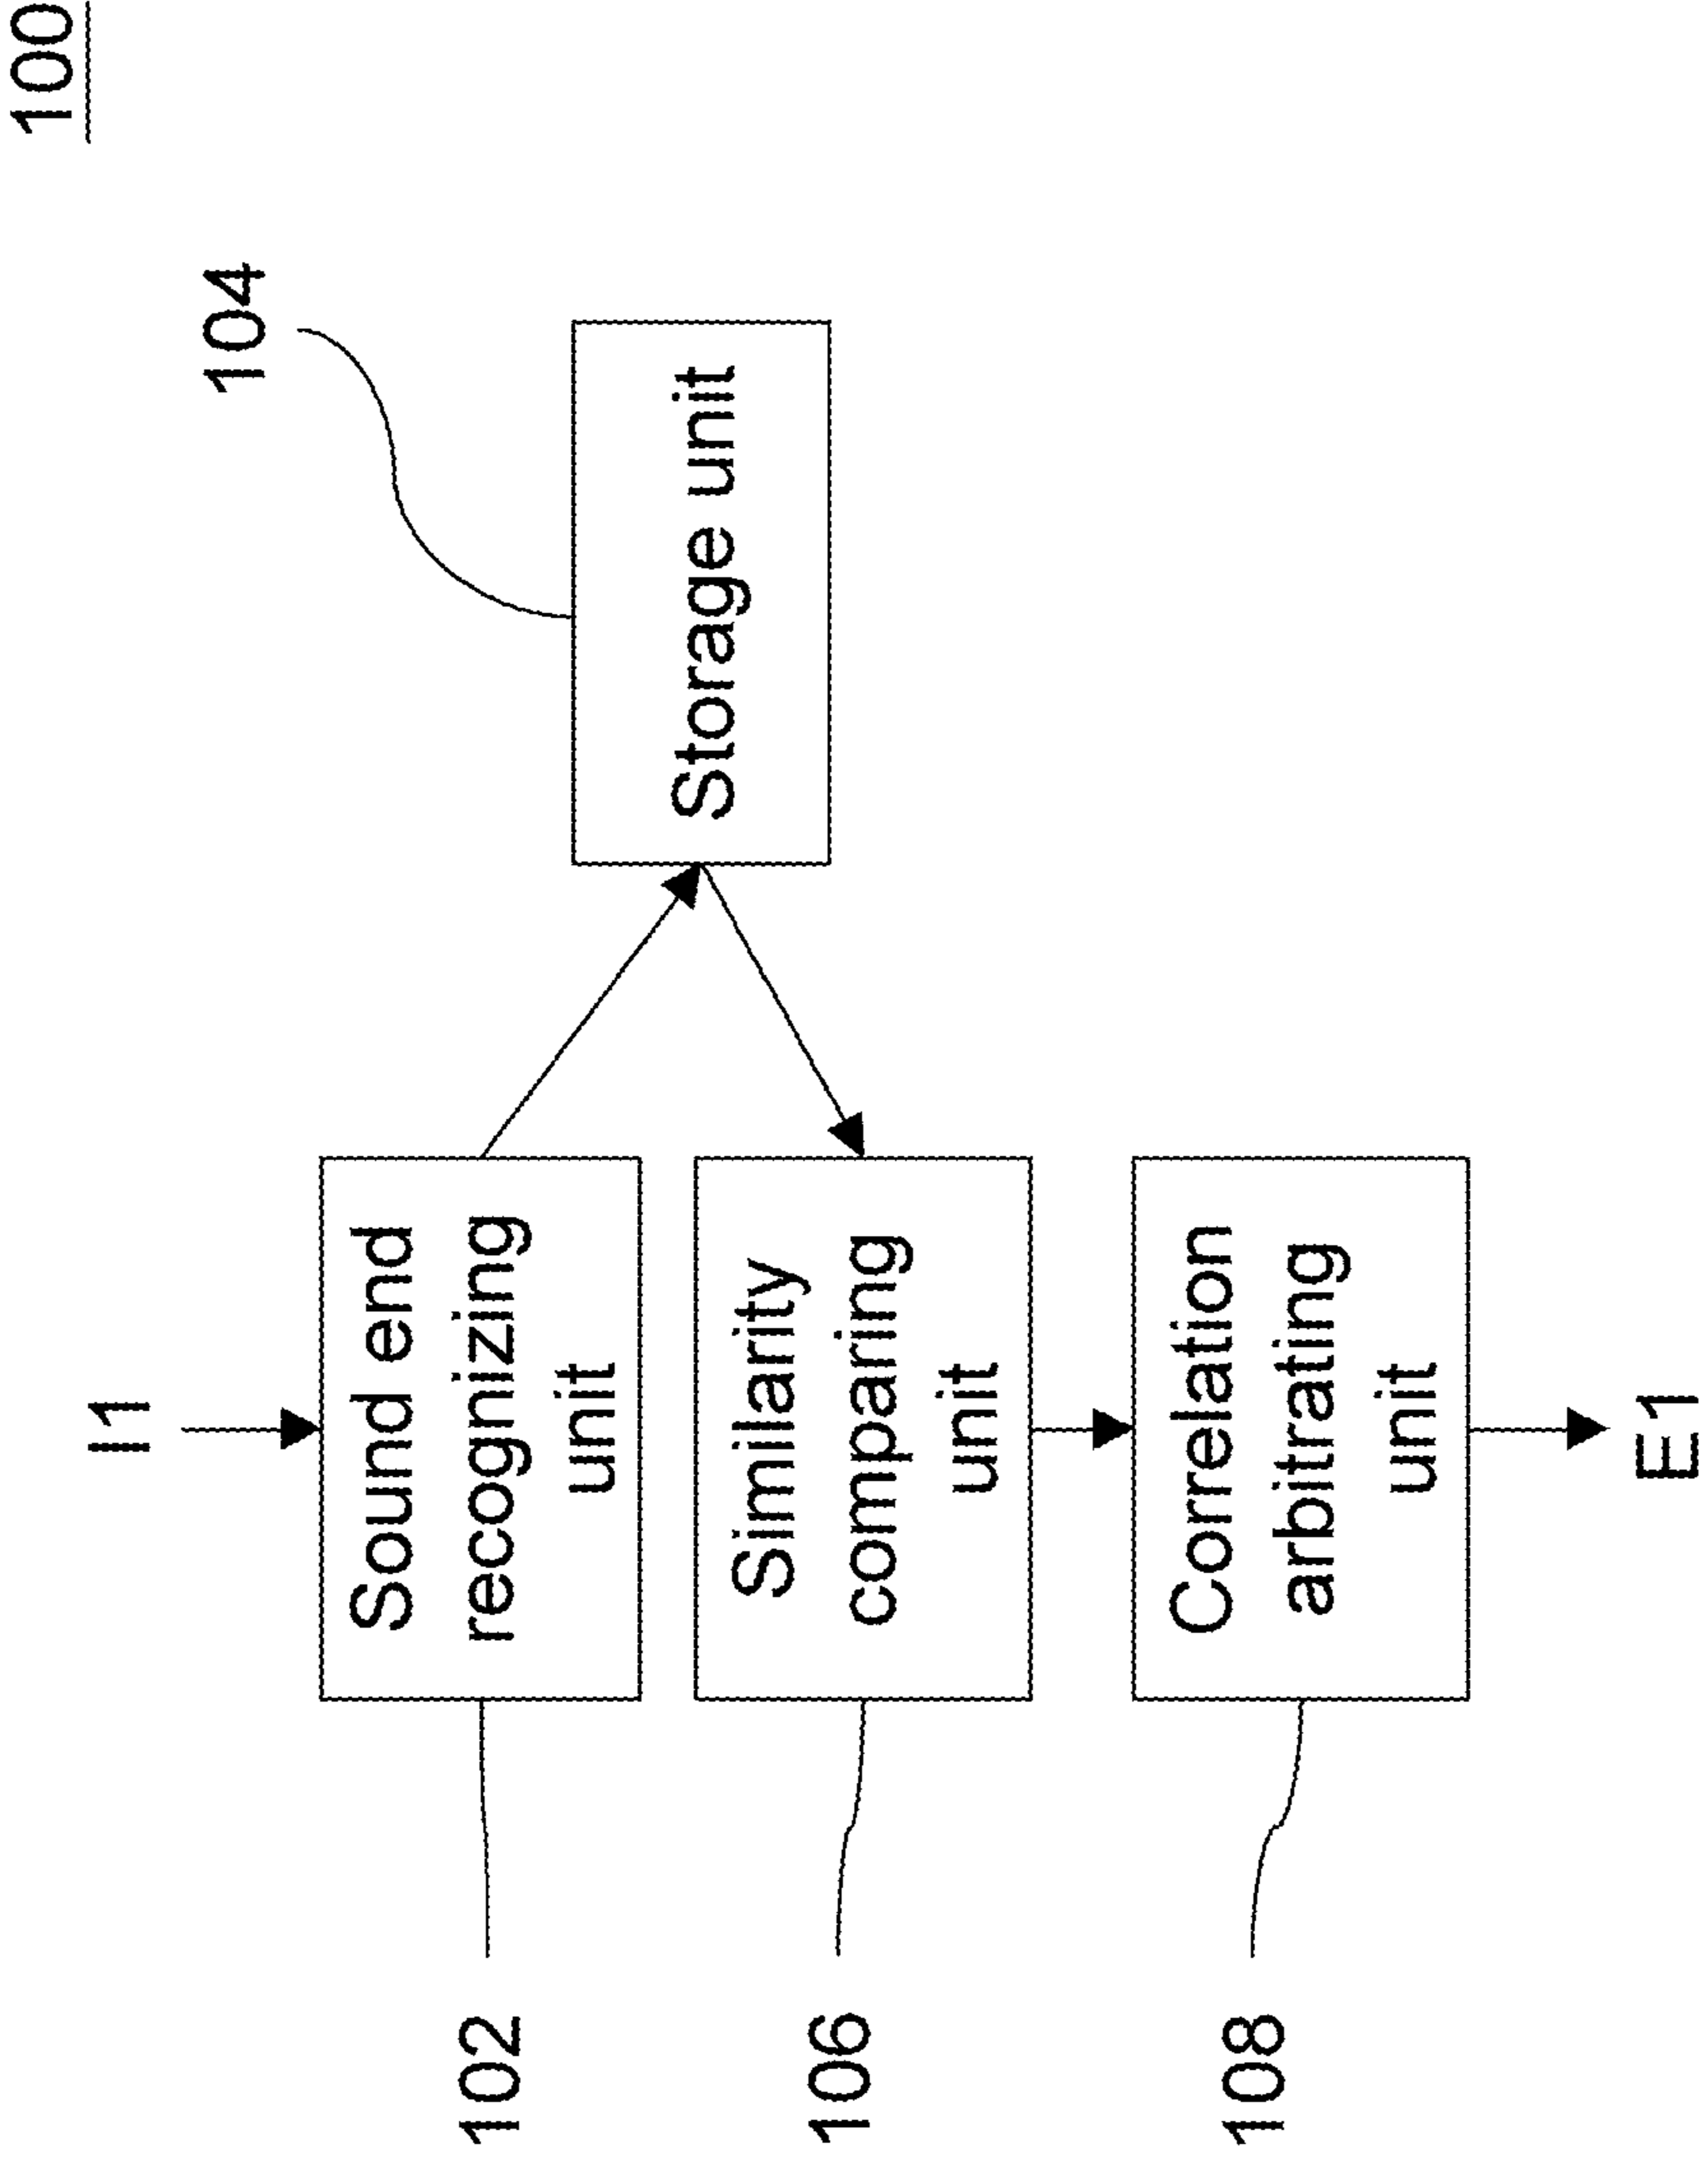 100
I1
104
Sound end
recognizing
unit
102
Storage unit
Similarity
comparing
unit
106
Correlation
arbitrating
unit
108
E1